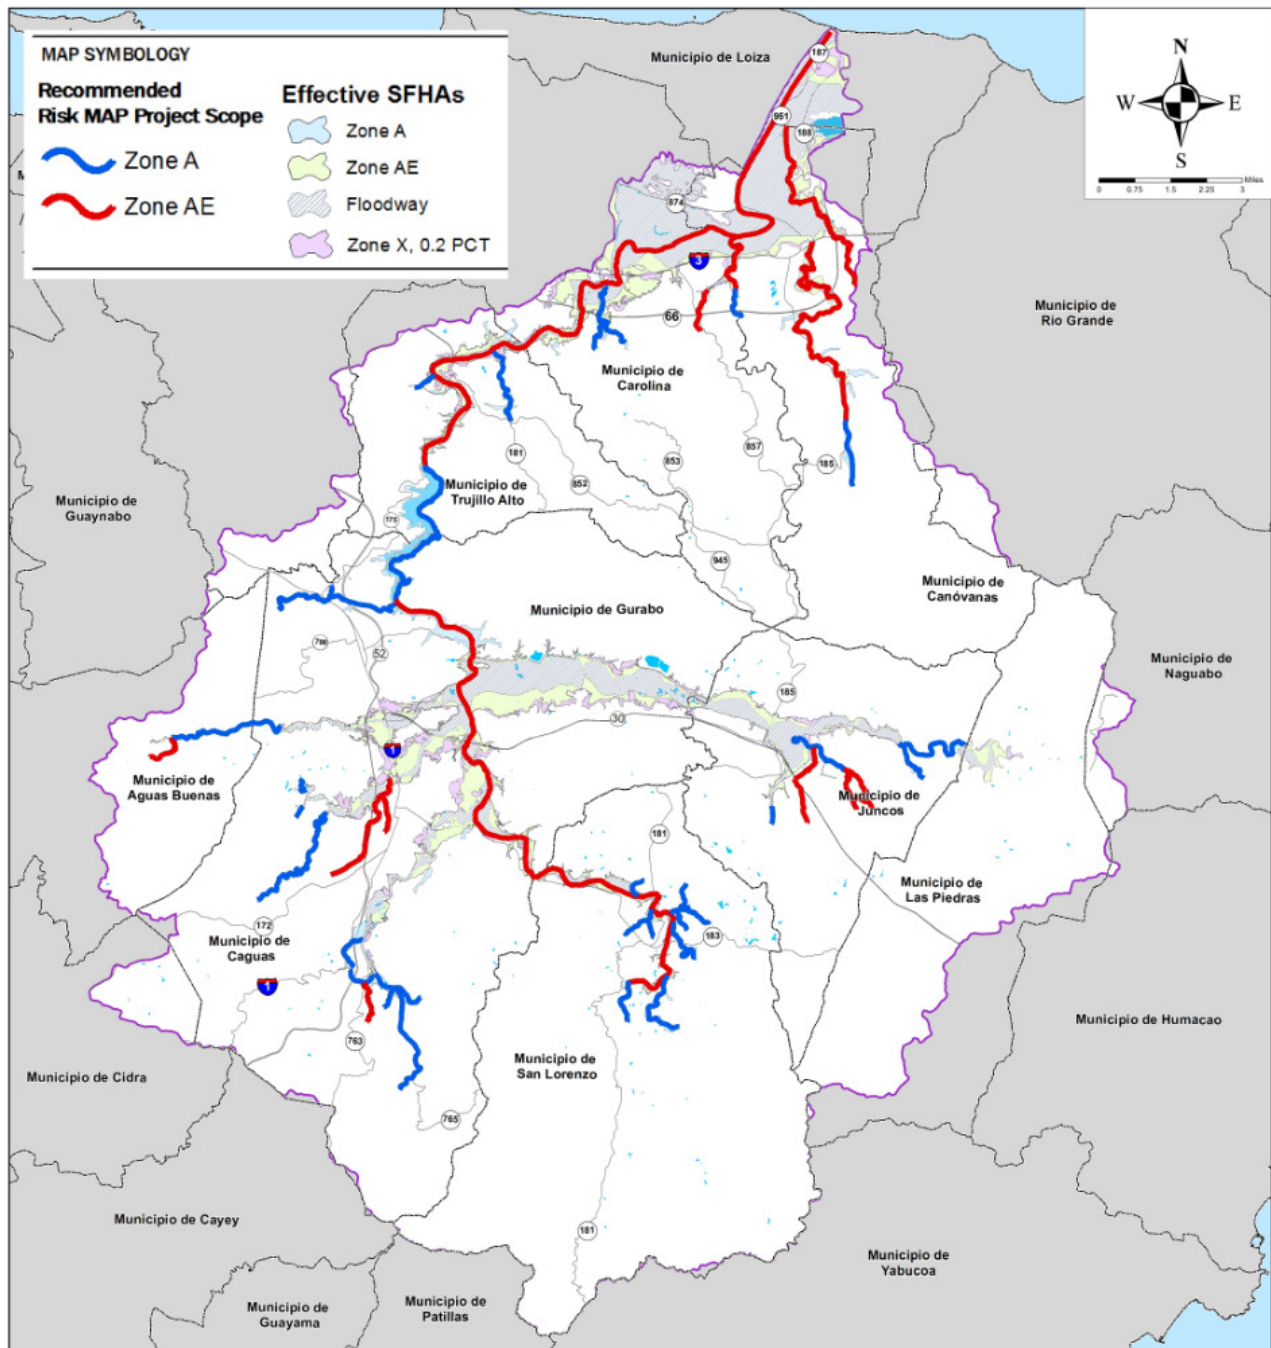 MAP SYMBOLOGY
Recommended
Risk MAP Project Scope
Zone A
Zone AE
Effective SFHAs
Zone A
Zone AE
Floodway
Zone X, 0.2 PCT
N
W
E
S
0 0.75 1.5 2.25 3 Miles
Municipio de Loiza
187
951
188
874
3
66
Municipio de
Rio Grande
Municipio de
Carolina
181
852
853
857
185
Municipio de
Trujillo Alto
Municipio de
Guaynabo
175
945
Municipio de
Canóvanas
Municipio de Gurabo
798
52
Municipio de
Naguabo
185
30
1
Municipio de
Aguas Buenas
Municipio de
Juncos
181
Municipio de
Las Piedras
172
183
Municipio de
Caguas
1
Municipio de Humacao
763
Municipio de
San Lorenzo
Municipio de Cidra
765
Municipio de Cayey
181
Municipio de
Yabucoa
Municipio de
Guayama
Municipio de
Patillas